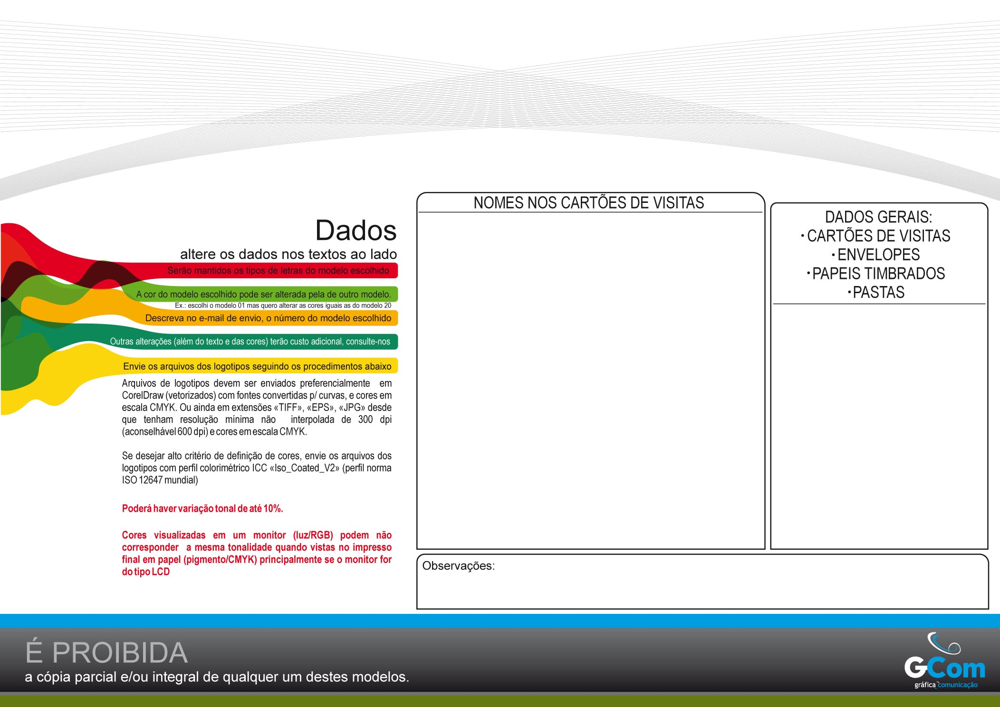 Dados
altere os dados nos textos ao lado
Serão mantidos os tipos de letras do modelo escolhido
A cor do modelo escolhido pode ser alterada pela de outro modelo.
Ex.: escolhi o modelo 01 mas quero alterar as cores iguais as do modelo 20
Descreva no e-mail de envio, o número do modelo escolhido
Outras alterações (além do texto e das cores) terão custo adicional, consulte-nos
Envie os arquivos dos logotipos seguindo os procedimentos abaixo
Arquivos de logotipos devem ser enviados preferencialmente em
CorelDraw (vetorizados) com fontes convertidas p/ curvas, e cores em
escala CMYK. Ou ainda em extensões «TIFF», «EPS», «JPG» desde
que tenham resolução mínima não interpolada de 300 dpi
(aconselhável 600 dpi) e cores em escala CMYK.
Se desejar alto critério de definição de cores, envie os arquivos dos
logotipos com perfil colorimétrico ICC «Iso_Coated_V2» (perfil norma
ISO 12647 mundial)
Poderá haver variação tonal de até 10%.
Cores visualizadas em um monitor (luz/RGB) podem não
corresponder a mesma tonalidade quando vistas no impresso
final em papel (pigmento/CMYK) principalmente se o monitor for
do tipo LCD
NOMES NOS CARTÕES DE VISITAS
DADOS GERAIS:
• CARTÕES DE VISITAS
• ENVELOPES
• PAPEIS TIMBRADOS
• PASTAS
Observações:
É PROIBIDA
a cópia parcial e/ou integral de qualquer um destes modelos.
GCom
gráfica comunicação